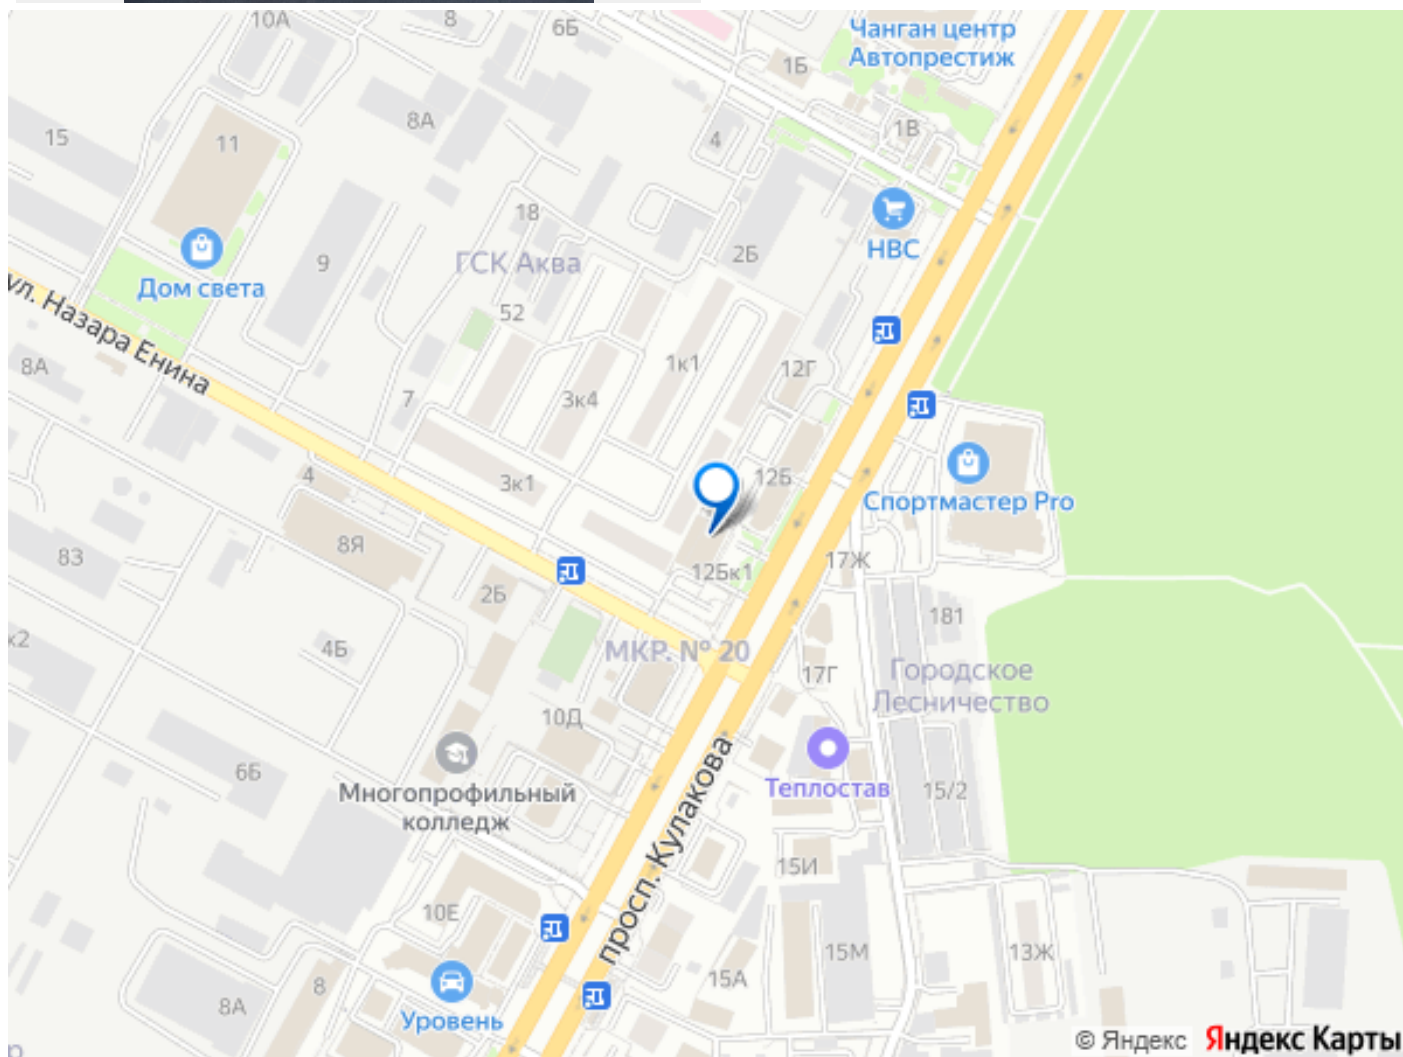 10А
8
6Б
Чанган центр
Автопрестиж
1Б
15
11
8А
4
1В
18
2Б
НВС
9
ГСК Аква
Дом света
52
ул. Назара Енина
8А
1к1
12Г
7
3к4
3к1
12Б
Спортмастер Pro
4
8Я
83
12Бк1
17Ж
2Б
181
к2
4Б
МКР. № 20
17Г
Городское
Лесничество
10Д
6Б
Многопрофильный
колледж
просп. Кулакова
Теплостав
15/2
15И
10Е
15М
13Ж
15А
8
8А
Уровень
© Яндекс
Яндекс Карты